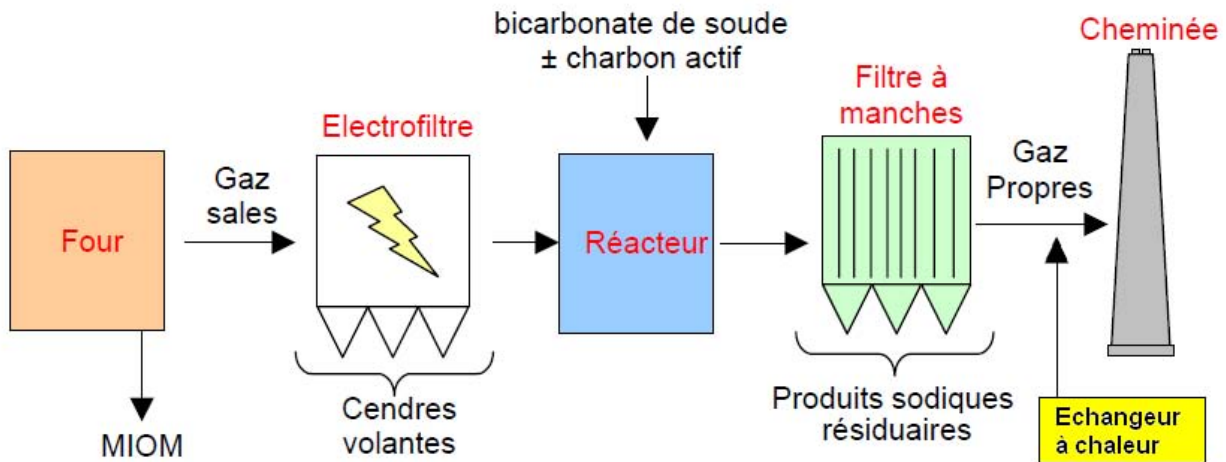 bicarbonate de soude
± charbon actif
Cheminée
Filtre à
manches
Electrofiltre
Gaz
sales
Gaz
Propres
Four
Réacteur
MIOM
Cendres
volantes
Produits sodiques
résiduaires
Echangeur
à chaleur